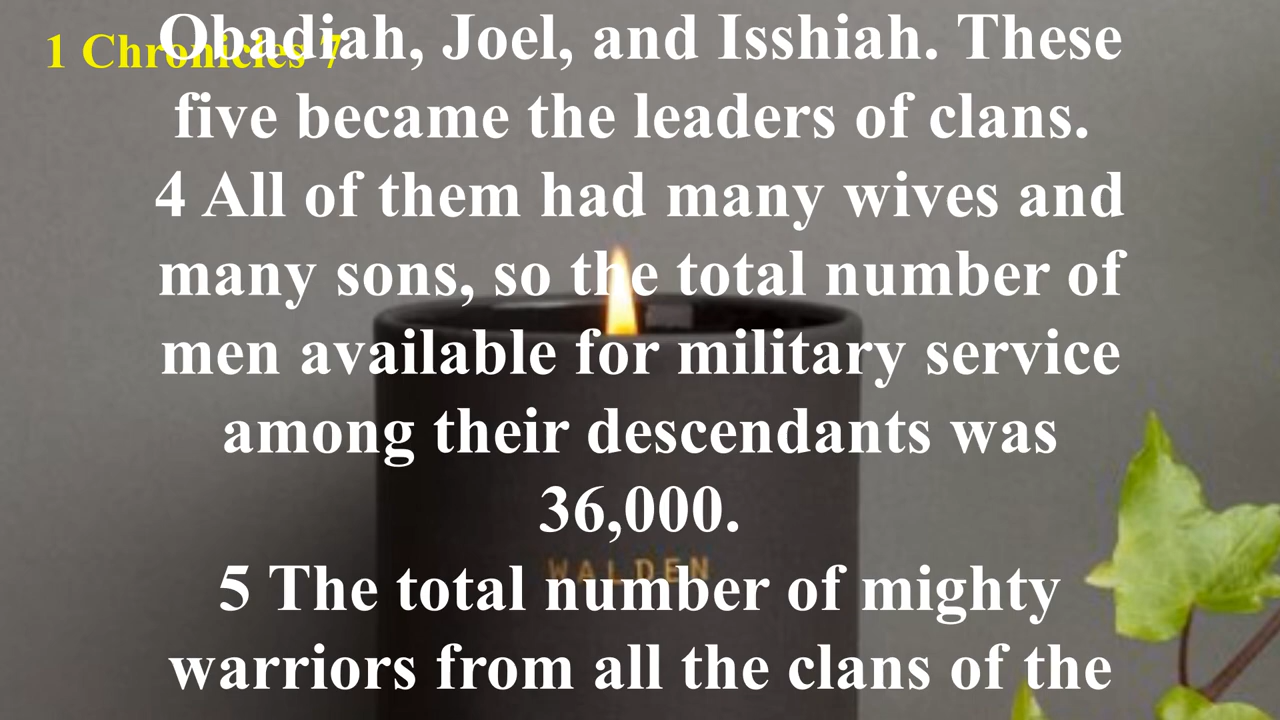 1 Chronicles 7
Obadiah, Joel, and Isshiah. These
five became the leaders of clans.
4 All of them had many wives and
many sons, so the total number of
men available for military service
among their descendants was
36,000.
WALDEN
5 The total number of mighty
warriors from all the clans of the